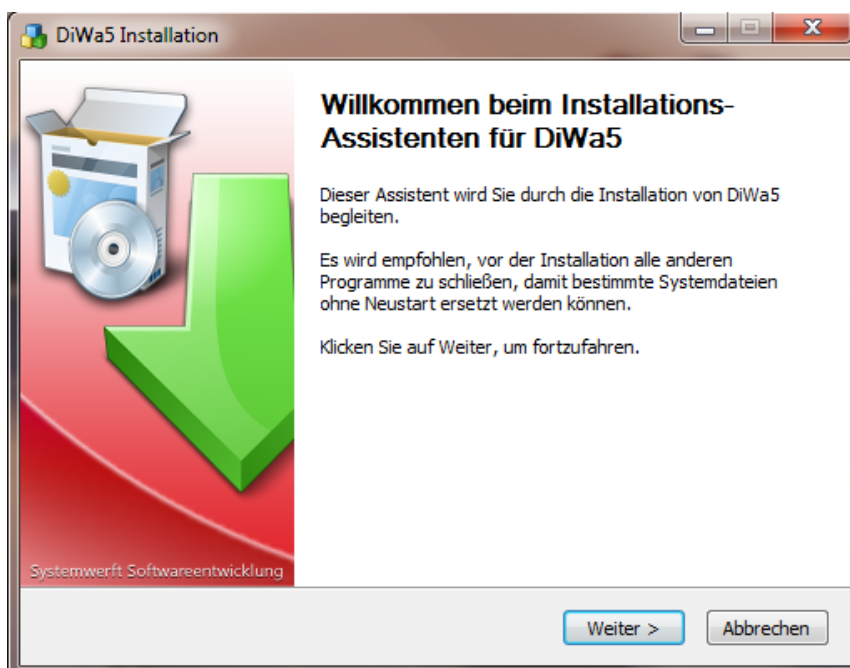 DiWa5 Installation
Willkommen beim Installations-
Assistenten für DiWa5
Dieser Assistent wird Sie durch die Installation von DiWa5
begleiten.
Es wird empfohlen, vor der Installation alle anderen
Programme zu schließen, damit bestimmte Systemdateien
ohne Neustart ersetzt werden können.
Klicken Sie auf Weiter, um fortzufahren.
Systemwerft Softwareentwicklung
Weiter >
Abbrechen